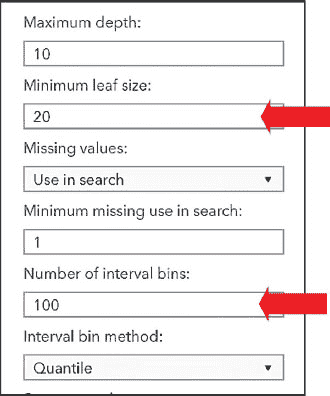 Maximum depth:
10
Minimum leaf size:
20
Missing values:
Use in search
Minimum missing use in search:
1
Number of interval bins:
100
Interval bin method:
Quantile